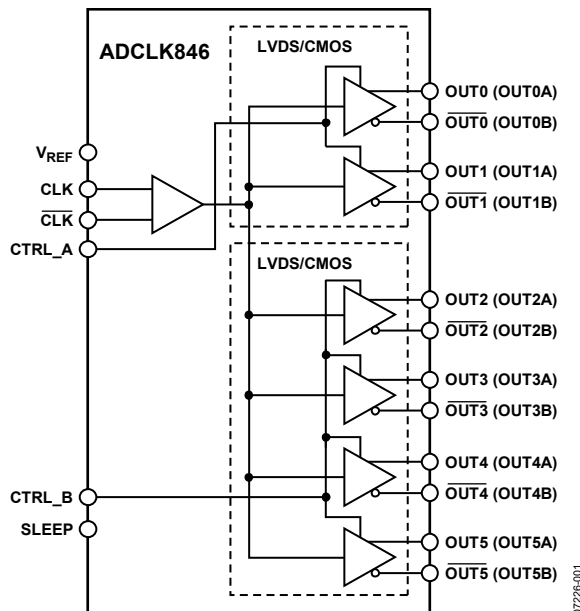 ADCLK846
LVDS/CMOS
OUT0 (OUT0A)
OUT0 (OUT0B)
VREF
OUT1 (OUT1A)
CLK
OUT1 (OUT1B)
CLK
CTRL_A
LVDS/CMOS
OUT2 (OUT2A)
OUT2 (OUT2B)
OUT3 (OUT3A)
OUT3 (OUT3B)
OUT4 (OUT4A)
CTRL_B
OUT4 (OUT4B)
SLEEP
OUT5 (OUT5A)
OUT5 (OUT5B)
07226-001